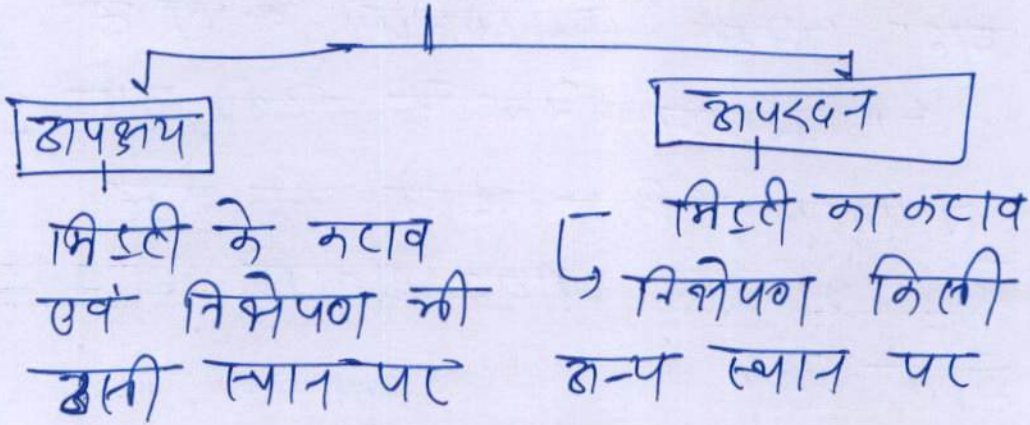 अपक्षय
अपरदन
मिट्टी के कटाव
एवं निक्षेपण भी
उसी स्थान पर
मिट्टी का कटाव
निक्षेपण किसी
अन्य स्थान पर